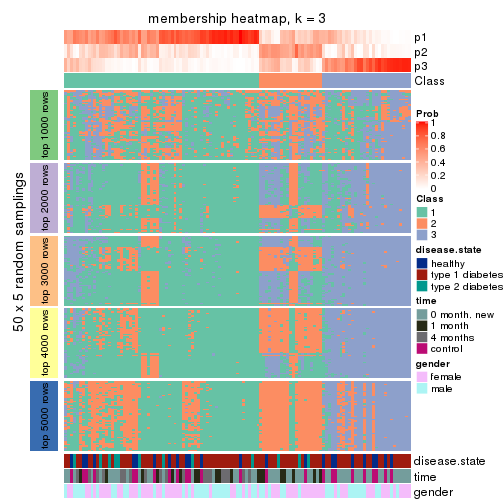 membership heatmap, k = 3
p1
p2
p3
Class
50 x 5 random samplings
top 1000 rows
top 2000 rows
top 3000 rows
top 4000 rows
top 5000 rows
Prob
1
0.8
0.6
0.4
0.2
0
Class
1
2
3
disease.state
healthy
type 1 diabetes
type 2 diabetes
time
0 month. new
1 month
4 months
control
gender
female
male
disease.state
time
gender